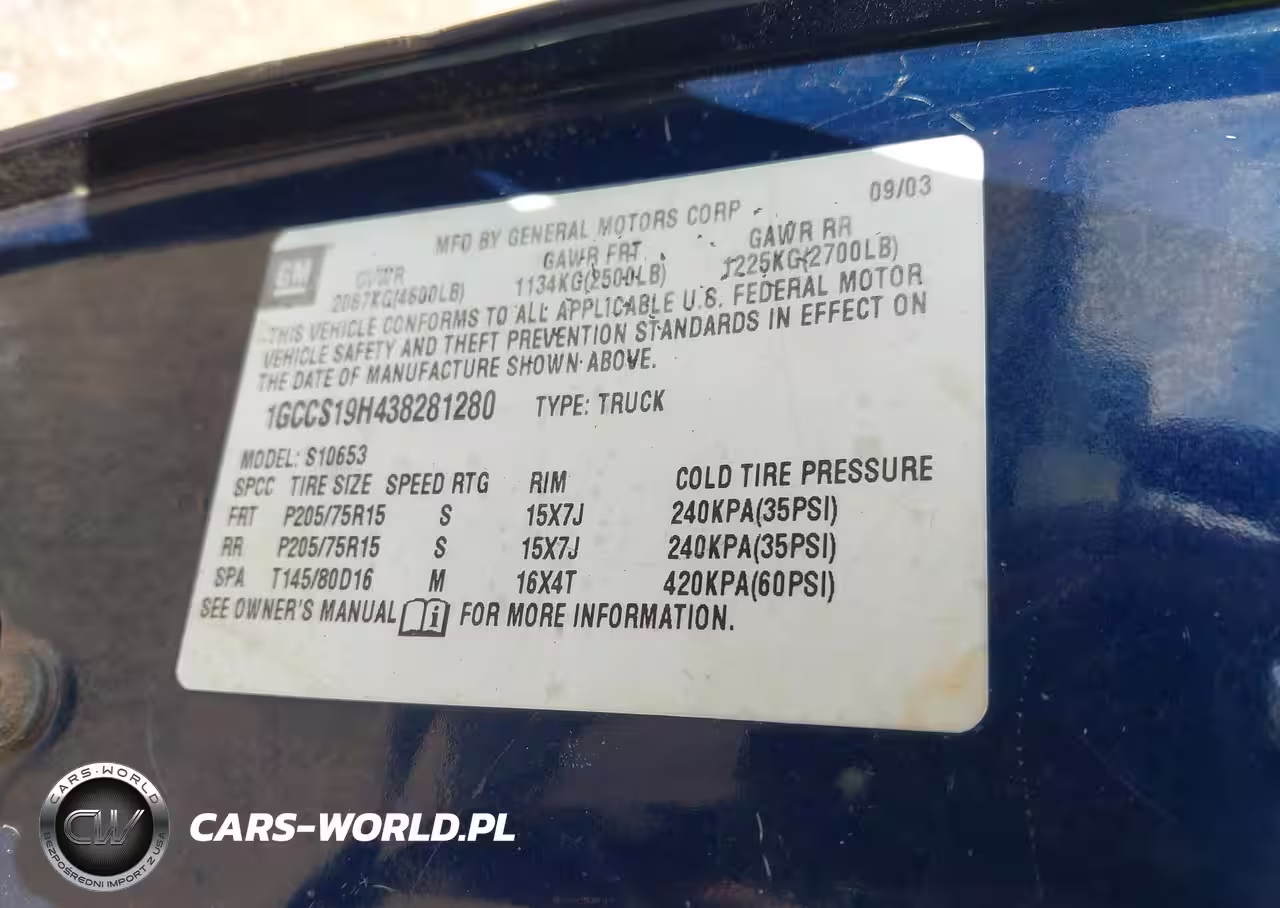 09/03
MFD BY GENERAL MOTORS CORP
GM
GVWR GAWR FRT GAWR RR
2087KG(4600LB) 1134KG(2500LB) 1225KG(2700LB)
THIS VEHICLE CONFORMS TO ALL APPLICABLE U.S. FEDERAL MOTOR
VEHICLE SAFETY AND THEFT PREVENTION STANDARDS IN EFFECT ON
THE DATE OF MANUFACTURE SHOWN ABOVE.
1GCCS19H438281280 TYPE: TRUCK
MODEL: S10653
SPCC TIRE SIZE SPEED RTG RIM COLD TIRE PRESSURE
FRT P205/75R15 S 15X7J 240KPA(35PSI)
RR P205/75R15 S 15X7J 240KPA(35PSI)
SPA T145/80D16 M 16X4T 420KPA(60PSI)
SEE OWNER'S MANUAL FOR MORE INFORMATION.
CARS-WORLD
CW
BEZPOŚREDNI IMPORT Z USA
CARS-WORLD.PL